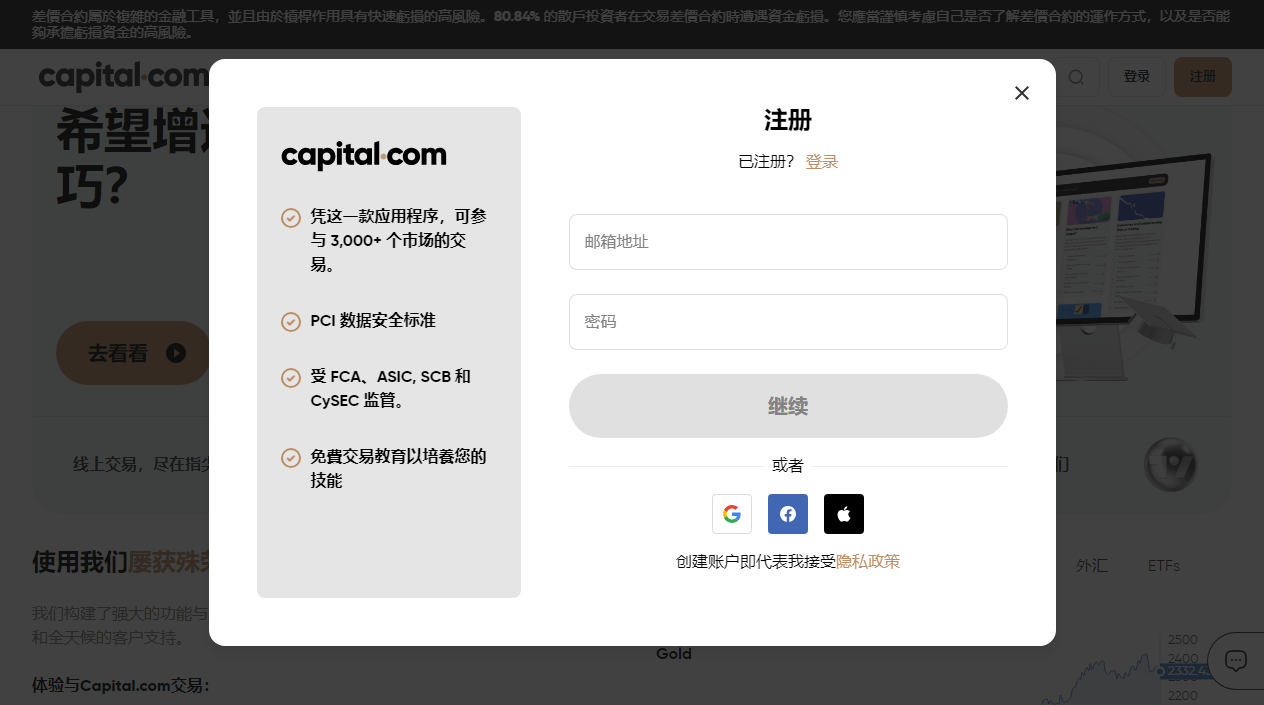 差價合約屬於複雜的金融工具，並且由於槓桿作用具有快速虧損的高風險。80.84% 的散戶投資者在交易差價合約時遭遇資金虧損。您應當謹慎考慮自己是否了解差價合約的運作方式，以及是否能
夠承擔虧損資金的高風險。
capital.com
登录
注册
希望增
巧?
去看看
线上交易，尽在指尖
们
使用我们屡获殊荣
我们构建了强大的功能与
和全天候的客户支持。
体验与Capital.com交易：
capital.com
凭这一款应用程序，可参
与 3,000+ 个市场的交
易。
PCI 数据安全标准
受 FCA、ASIC, SCB 和
CySEC 监管。
免費交易教育以培養您的
技能
注册
已注册? 登录
邮箱地址
密码
继续
或者
创建账户即代表我接受隐私政策
外汇
ETFs
Gold
2500
2400
2332.4
2200